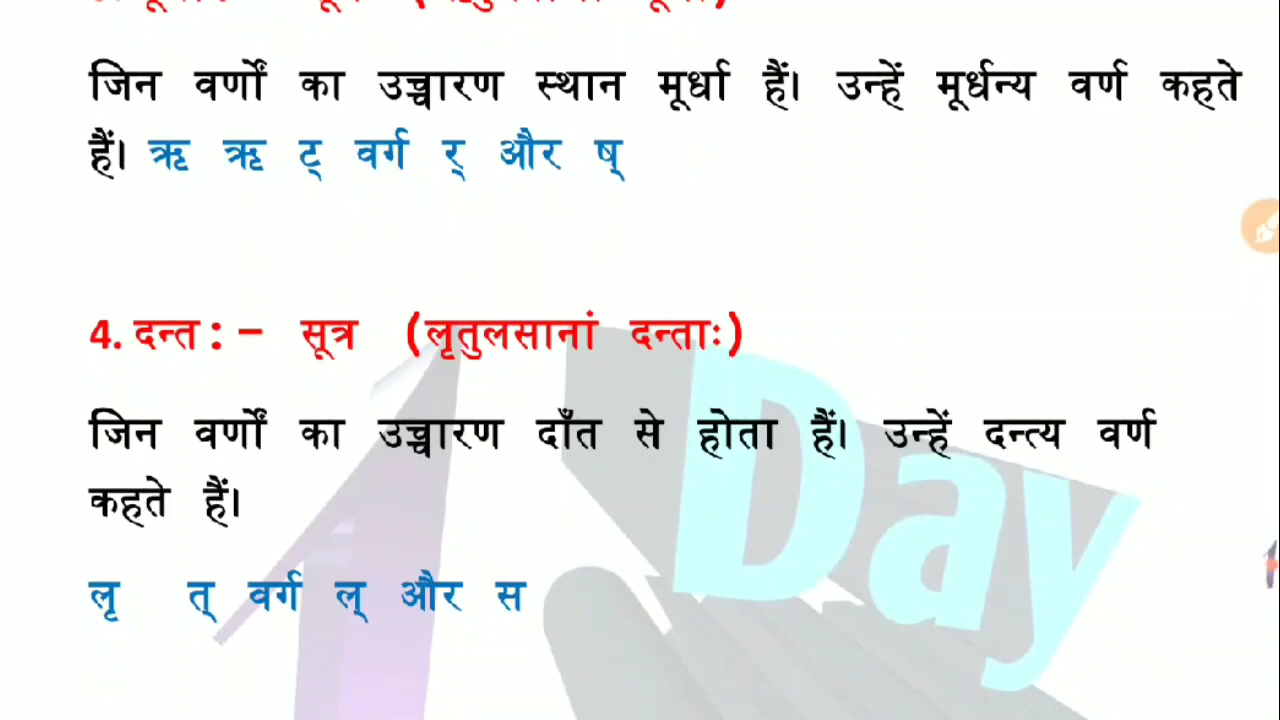 जिन वर्णों का उच्चारण स्थान मूर्धा हैं। उन्हें मूर्धन्य वर्ण कहते
हैं। ऋ ऋ ट् वर्ग र् और ष्
4. दन्त : – सूत्र (लृतुलसानां दन्ताः)
जिन वर्णों का उच्चारण दाँत से होता हैं। उन्हें दन्त्य वर्ण
कहते हैं।
लृ त् वर्ग ल् और स
Day